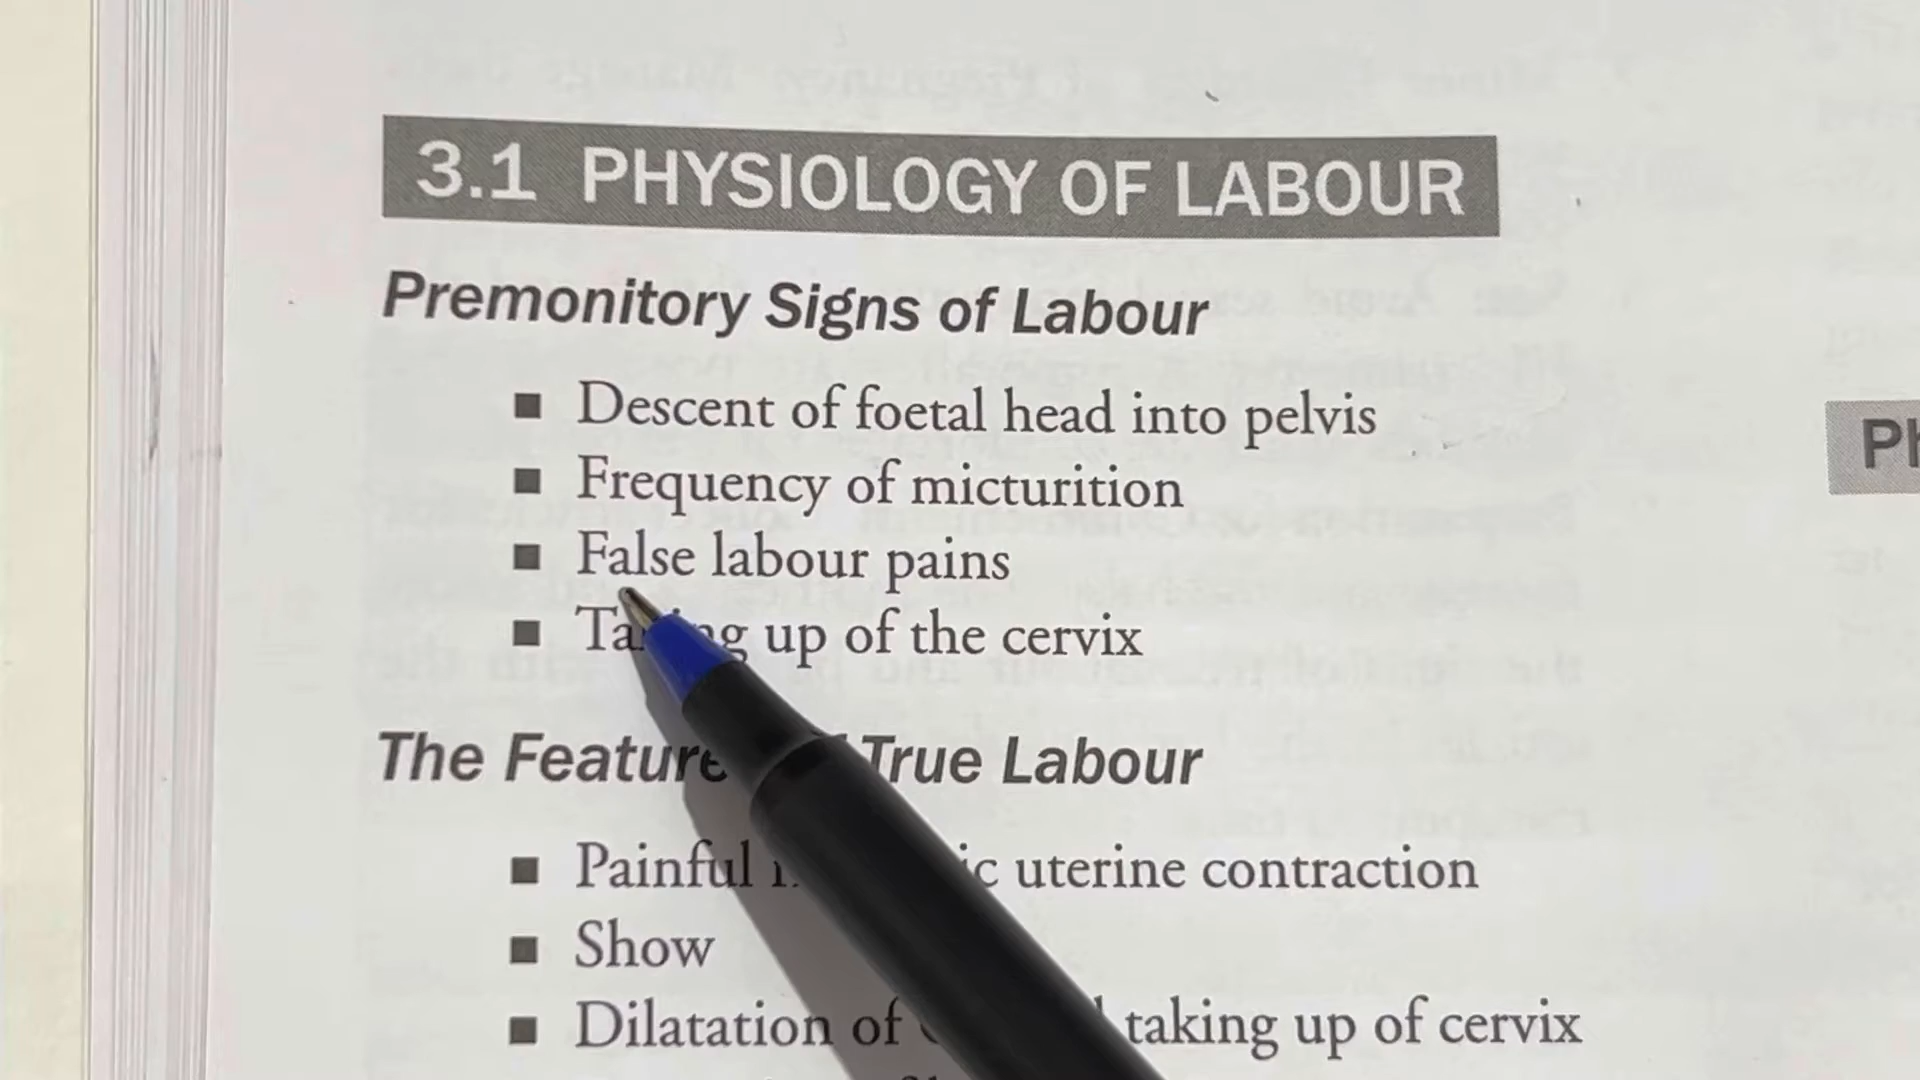 3.1 PHYSIOLOGY OF LABOUR
Premonitory Signs of Labour
■ Descent of foetal head into pelvis
■ Frequency of micturition
■ False labour pains
■ up of the cervix
The True Labour
■ Painful uterine contraction
■ Show
■ Dilatation of taking up of cervix